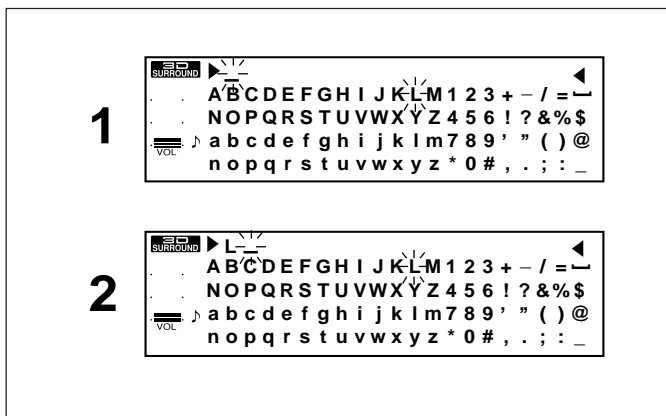 1
3D SURROUND ▶ _ ◀
A B C D E F G H I J K L M 1 2 3 + – / = ⎵
N O P Q R S T U V W X Y Z 4 5 6 ! ? & % $
VOL ♪ a b c d e f g h i j k l m 7 8 9 ’ ” ( ) @
n o p q r s t u v w x y z * 0 # , . ; : _
2
3D SURROUND ▶ L _ ◀
A B C D E F G H I J K L M 1 2 3 + – / = ⎵
N O P Q R S T U V W X Y Z 4 5 6 ! ? & % $
VOL ♪ a b c d e f g h i j k l m 7 8 9 ’ ” ( ) @
n o p q r s t u v w x y z * 0 # , . ; : _